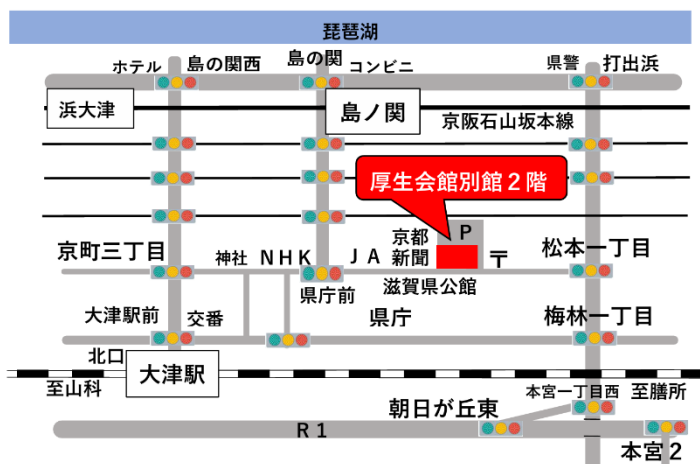 琵琶湖
ホテル
島の関西
島の関
コンビニ
県警
打出浜
浜大津
島ノ関
京阪石山坂本線
厚生会館別館２階
P
京町三丁目
神社
ＮＨＫ
ＪＡ
京都
新聞
〒
松本一丁目
県庁前
滋賀県公館
大津駅前
交番
県庁
梅林一丁目
北口
大津駅
至山科
本宮一丁目西
至膳所
朝日が丘東
Ｒ１
本宮２